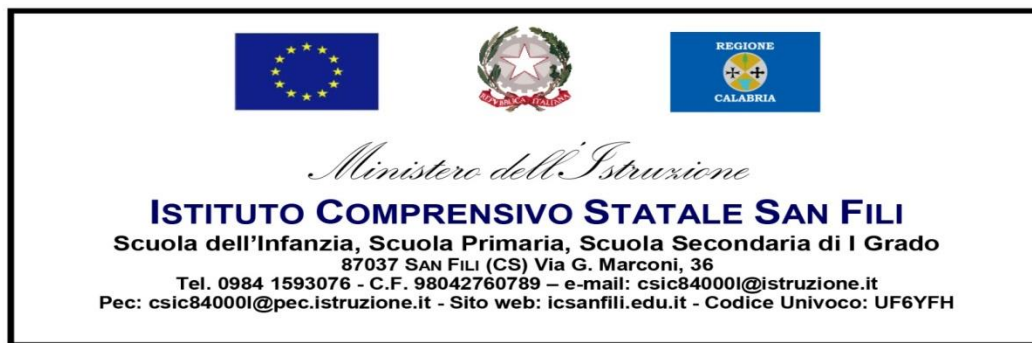 REGIONE
CALABRIA
REPVBBLICA ITALIANA
Ministero dell'Istruzione
ISTITUTO COMPRENSIVO STATALE SAN FILI
Scuola dell'Infanzia, Scuola Primaria, Scuola Secondaria di I Grado
87037 SAN FILI (CS) Via G. Marconi, 36
Tel. 0984 1593076 - C.F. 98042760789 – e-mail: csic84000l@istruzione.it
Pec: csic84000l@pec.istruzione.it - Sito web: icsanfili.edu.it - Codice Univoco: UF6YFH